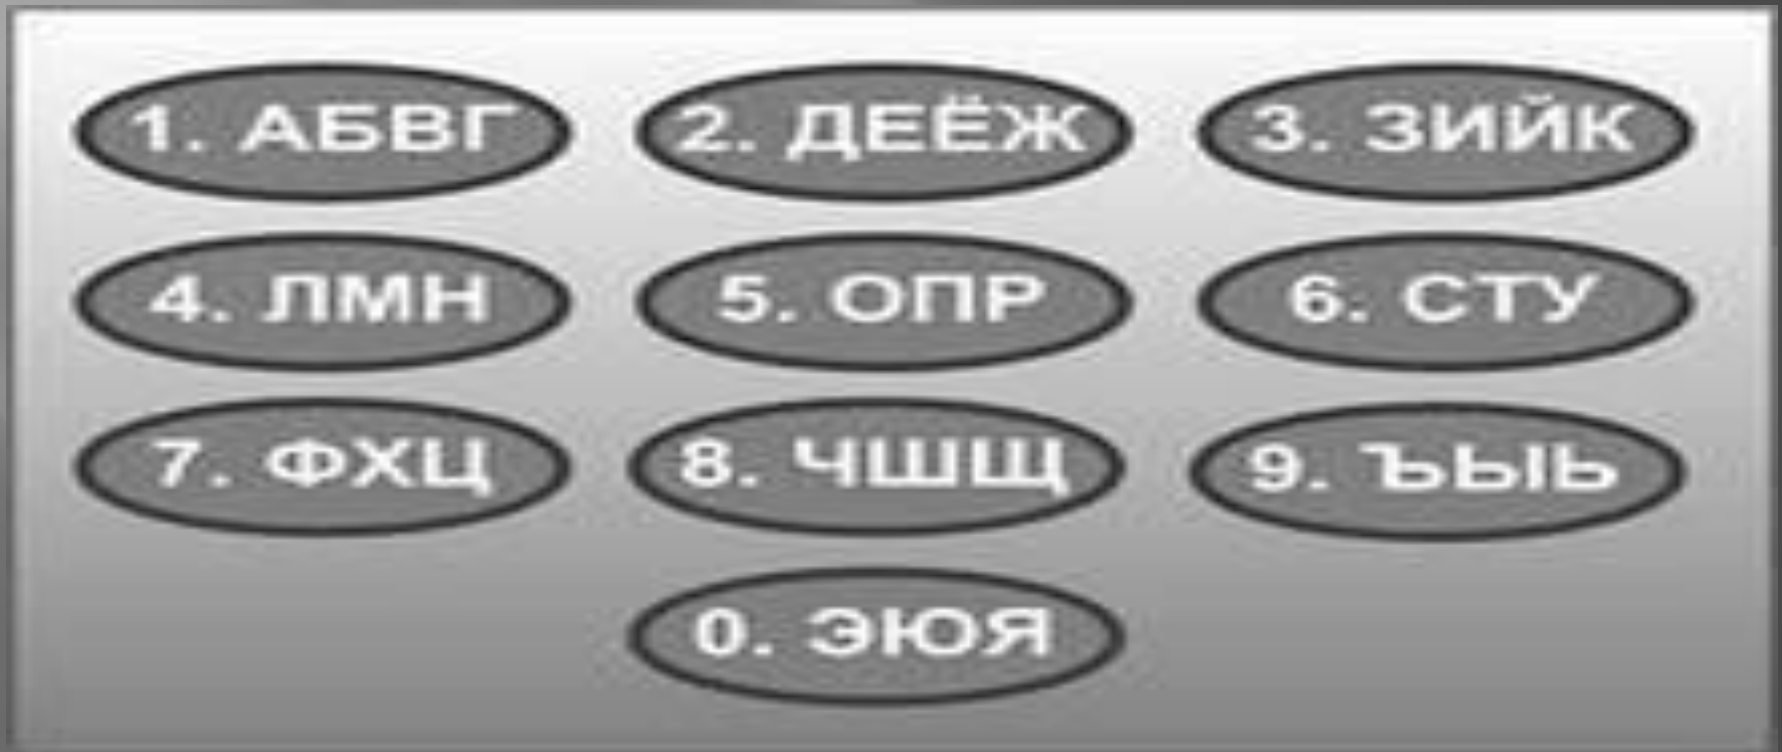 1. АБВГ 2. ДЕЁЖ 3. ЗИЙК
4. ЛМН 5. ОПР 6. СТУ
7. ФХЦ 8. ЧШЩ 9. ЪЫЬ
0. ЭЮЯ